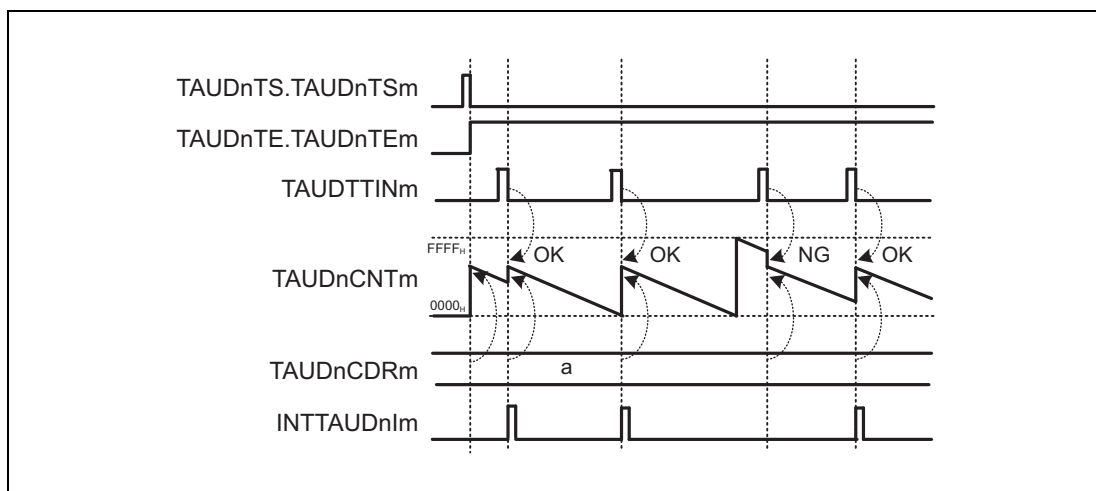 TAUDnTS.TAUDnTSm
TAUDnTE.TAUDnTEm
TAUDTTINm
FFFFH
OK
OK
NG
OK
TAUDnCNTm
0000H
TAUDnCDRm
a
INTTAUDnIm